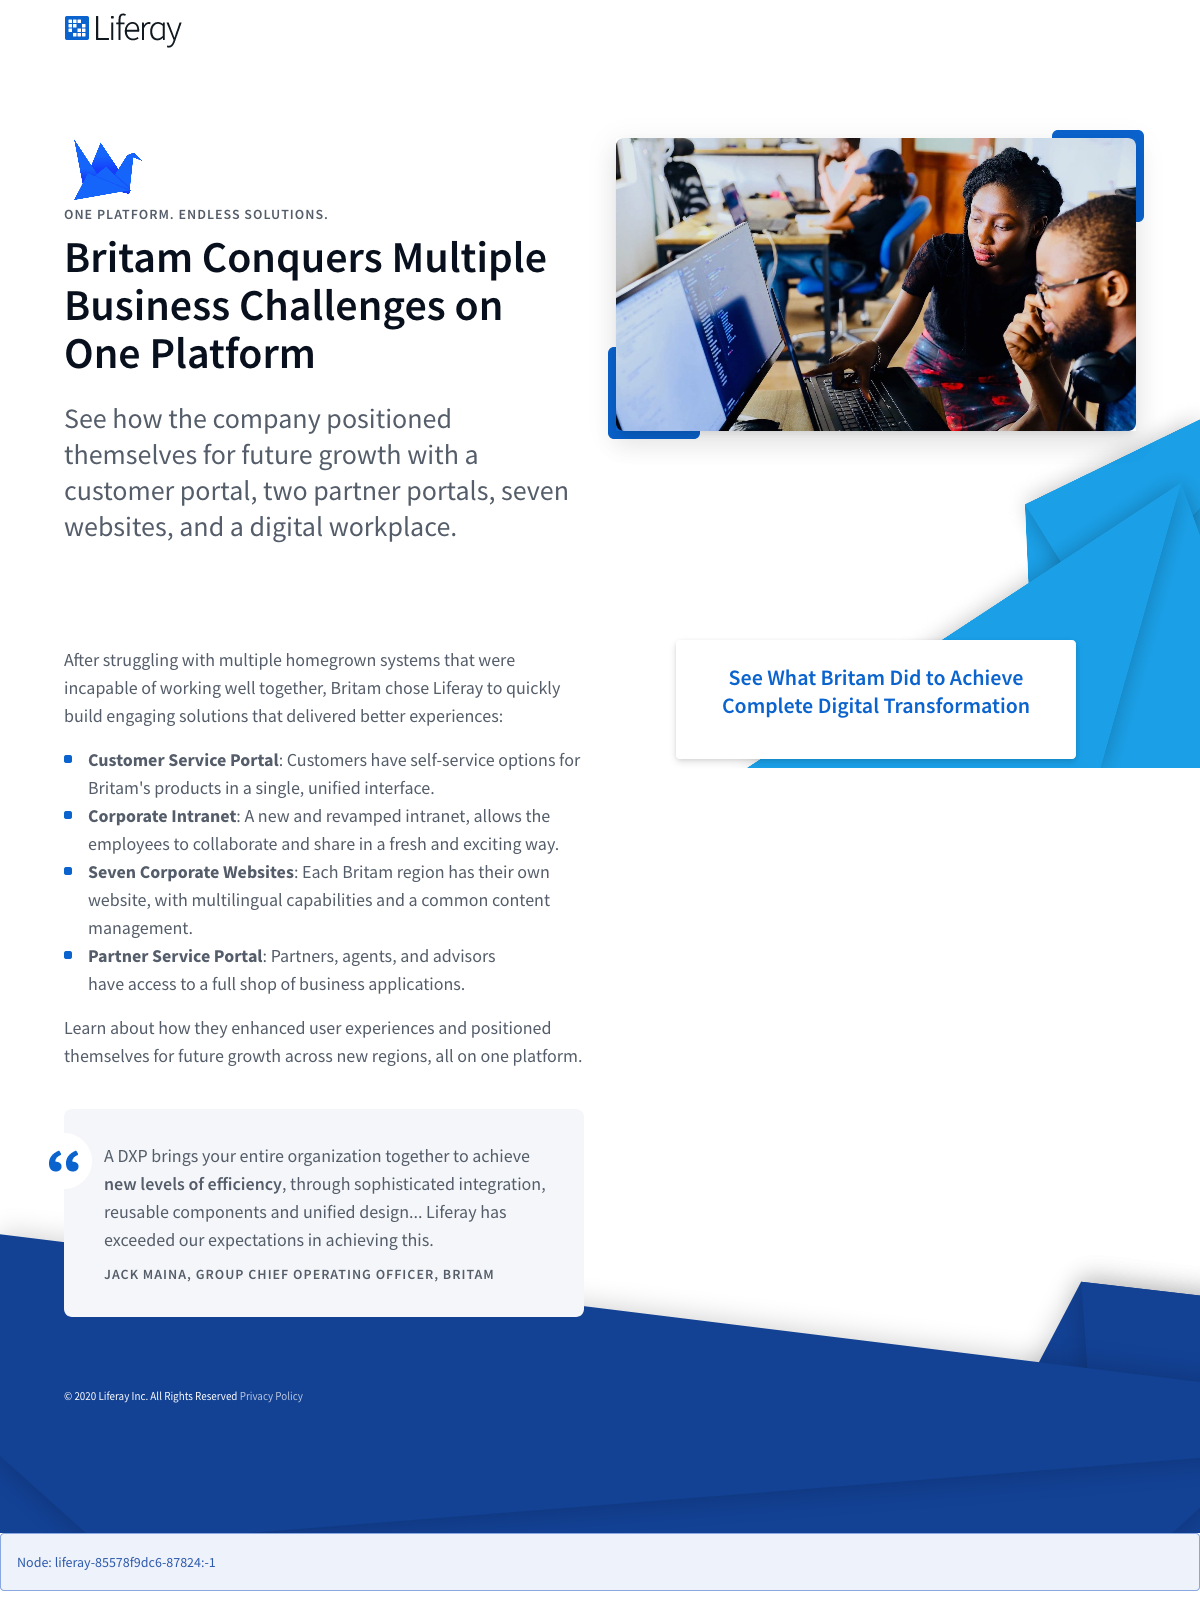 Liferay
ONE PLATFORM. ENDLESS SOLUTIONS.
Britam Conquers Multiple
Business Challenges on
One Platform
See how the company positioned
themselves for future growth with a
customer portal, two partner portals, seven
websites, and a digital workplace.
After struggling with multiple homegrown systems that were
incapable of working well together, Britam chose Liferay to quickly
build engaging solutions that delivered better experiences:
Customer Service Portal: Customers have self-service options for
Britam's products in a single, unified interface.
Corporate Intranet: A new and revamped intranet, allows the
employees to collaborate and share in a fresh and exciting way.
Seven Corporate Websites: Each Britam region has their own
website, with multilingual capabilities and a common content
management.
Partner Service Portal: Partners, agents, and advisors
have access to a full shop of business applications.
Learn about how they enhanced user experiences and positioned
themselves for future growth across new regions, all on one platform.
See What Britam Did to Achieve
Complete Digital Transformation
“
A DXP brings your entire organization together to achieve
new levels of efficiency, through sophisticated integration,
reusable components and unified design... Liferay has
exceeded our expectations in achieving this.
JACK MAINA, GROUP CHIEF OPERATING OFFICER, BRITAM
© 2020 Liferay Inc. All Rights Reserved Privacy Policy
Node: liferay-85578f9dc6-87824:-1